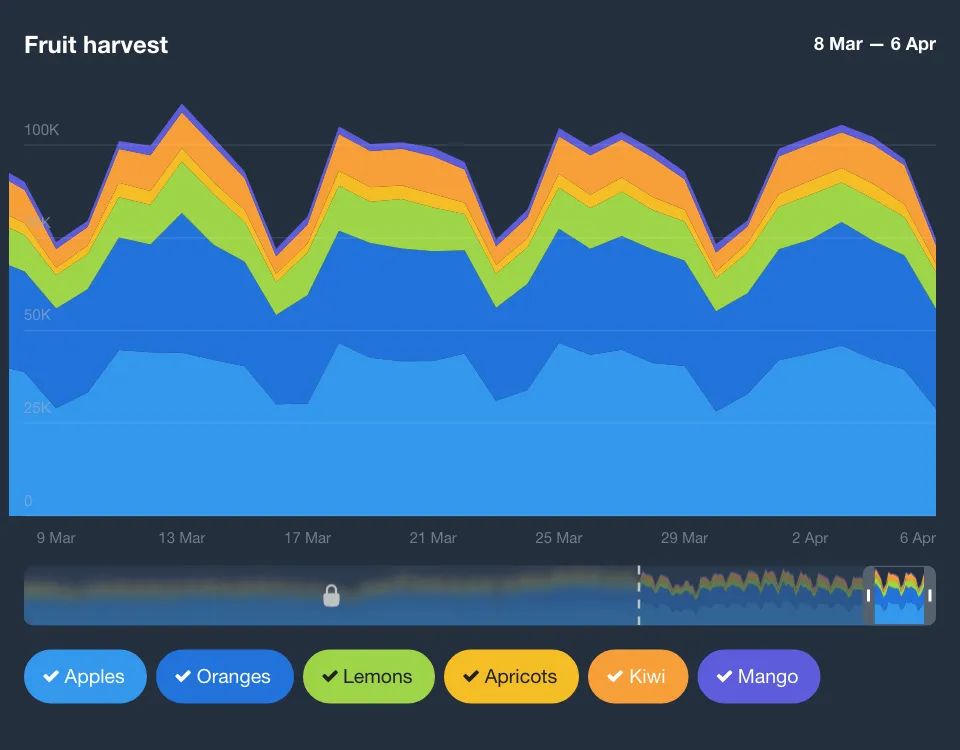 Fruit harvest
8 Mar — 6 Apr
100K
50K
25K
0
9 Mar 13 Mar 17 Mar 21 Mar 25 Mar 29 Mar 2 Apr 6 Apr
Apples Oranges Lemons Apricots Kiwi Mango